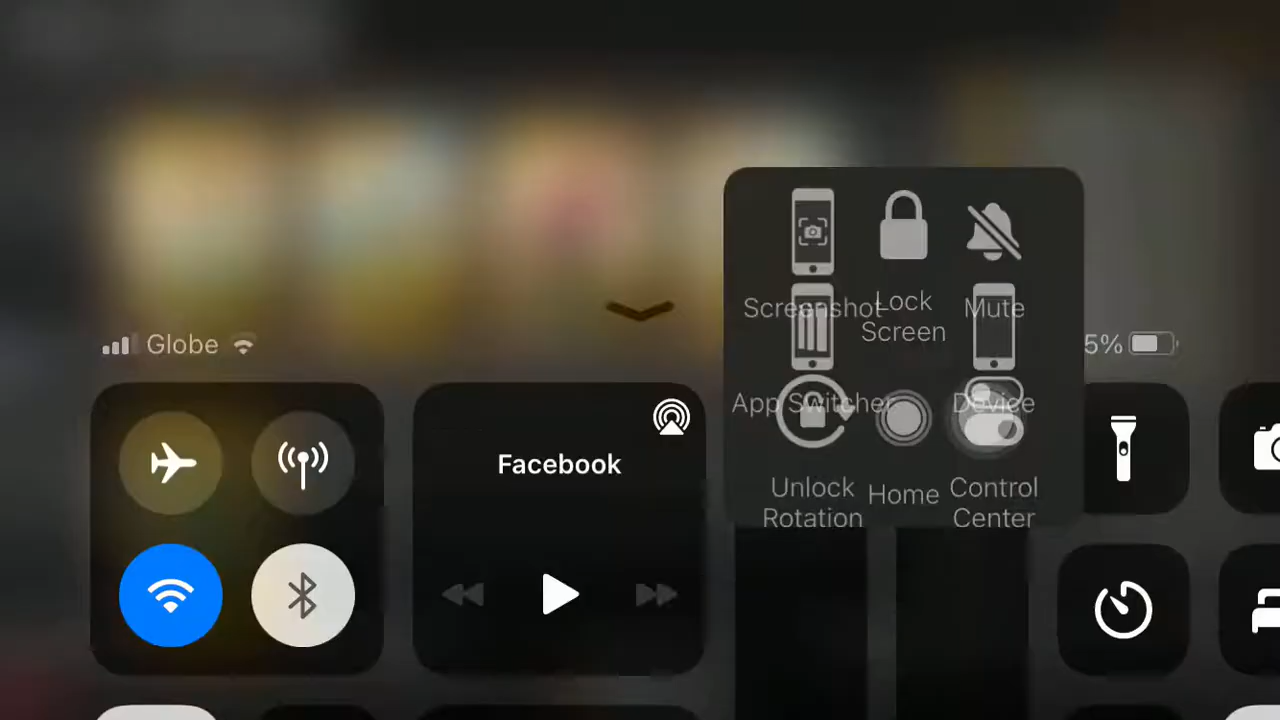 Screenshot
Lock
Screen
Mute
Globe
5%
App Switcher
Device
Facebook
Unlock
Rotation
Home
Control
Center